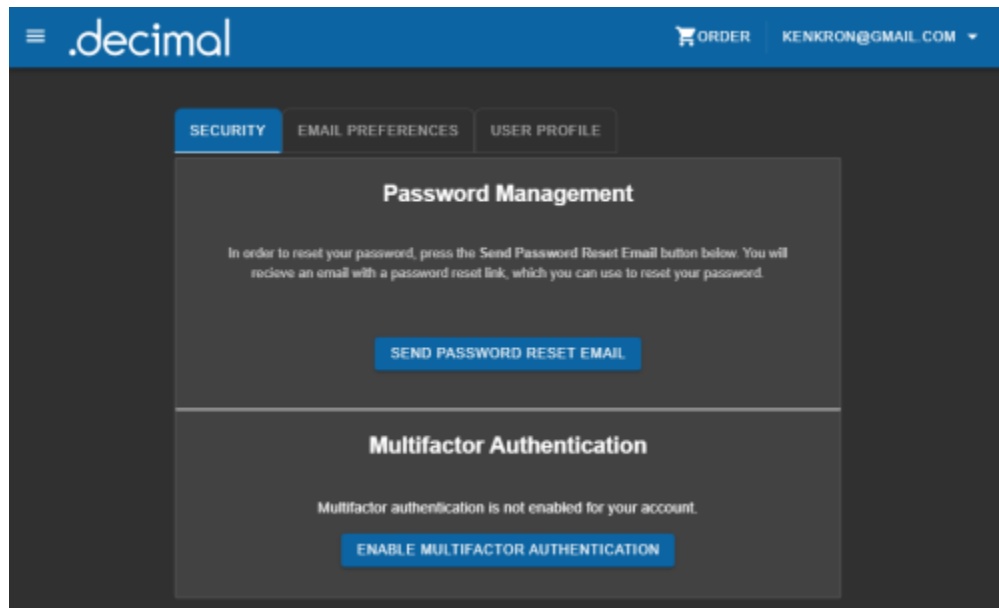 .decimal
ORDER
KENKRON@GMAIL.COM
SECURITY
EMAIL PREFERENCES
USER PROFILE
Password Management
In order to reset your password, press the Send Password Reset Email button below. You will
recieve an email with a password reset link, which you can use to reset your password.
SEND PASSWORD RESET EMAIL
Multifactor Authentication
Multifactor authentication is not enabled for your account.
ENABLE MULTIFACTOR AUTHENTICATION